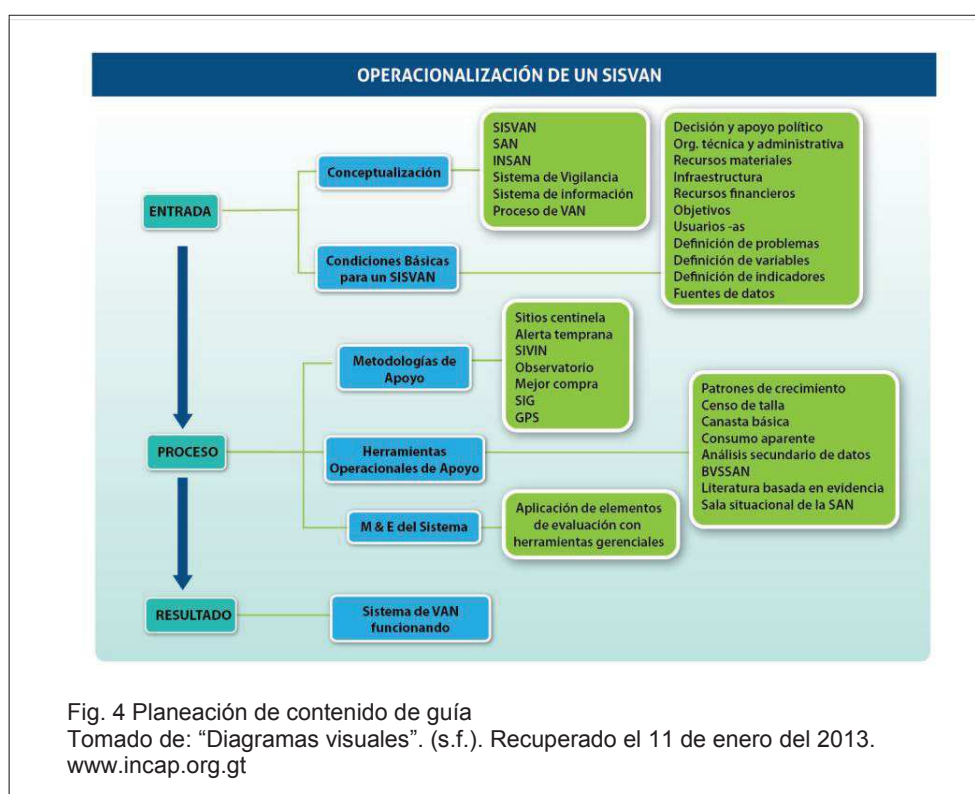 OPERACIONALIZACIÓN DE UN SISVAN
ENTRADA
Conceptualización
SISVAN
SAN
INSAN
Sistema de Vigilancia
Sistema de información
Proceso de VAN
Condiciones Básicas
para un SISVAN
Decisión y apoyo político
Org. técnica y administrativa
Recursos materiales
Infraestructura
Recursos financieros
Objetivos
Usuarios -as
Definición de problemas
Definición de variables
Definición de indicadores
Fuentes de datos
PROCESO
Metodologías de
Apoyo
Sitios centinela
Alerta temprana
SIVIN
Observatorio
Mejor compra
SIG
GPS
Herramientas
Operacionales de Apoyo
Patrones de crecimiento
Censo de talla
Canasta básica
Consumo aparente
Análisis secundario de datos
BVSSAN
Literatura basada en evidencia
Sala situacional de la SAN
M & E del Sistema
Aplicación de elementos
de evaluación con
herramientas gerenciales
RESULTADO
Sistema de VAN
funcionando
Fig. 4 Planeación de contenido de guía
Tomado de: “Diagramas visuales”. (s.f.). Recuperado el 11 de enero del 2013.
www.incap.org.gt